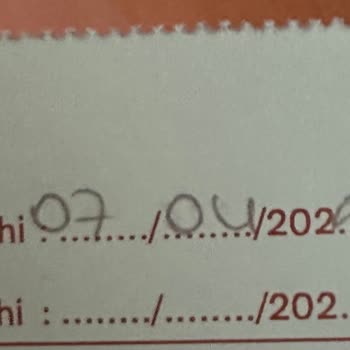 hi : 07 / 04 /202.
hi : ......../......../202.